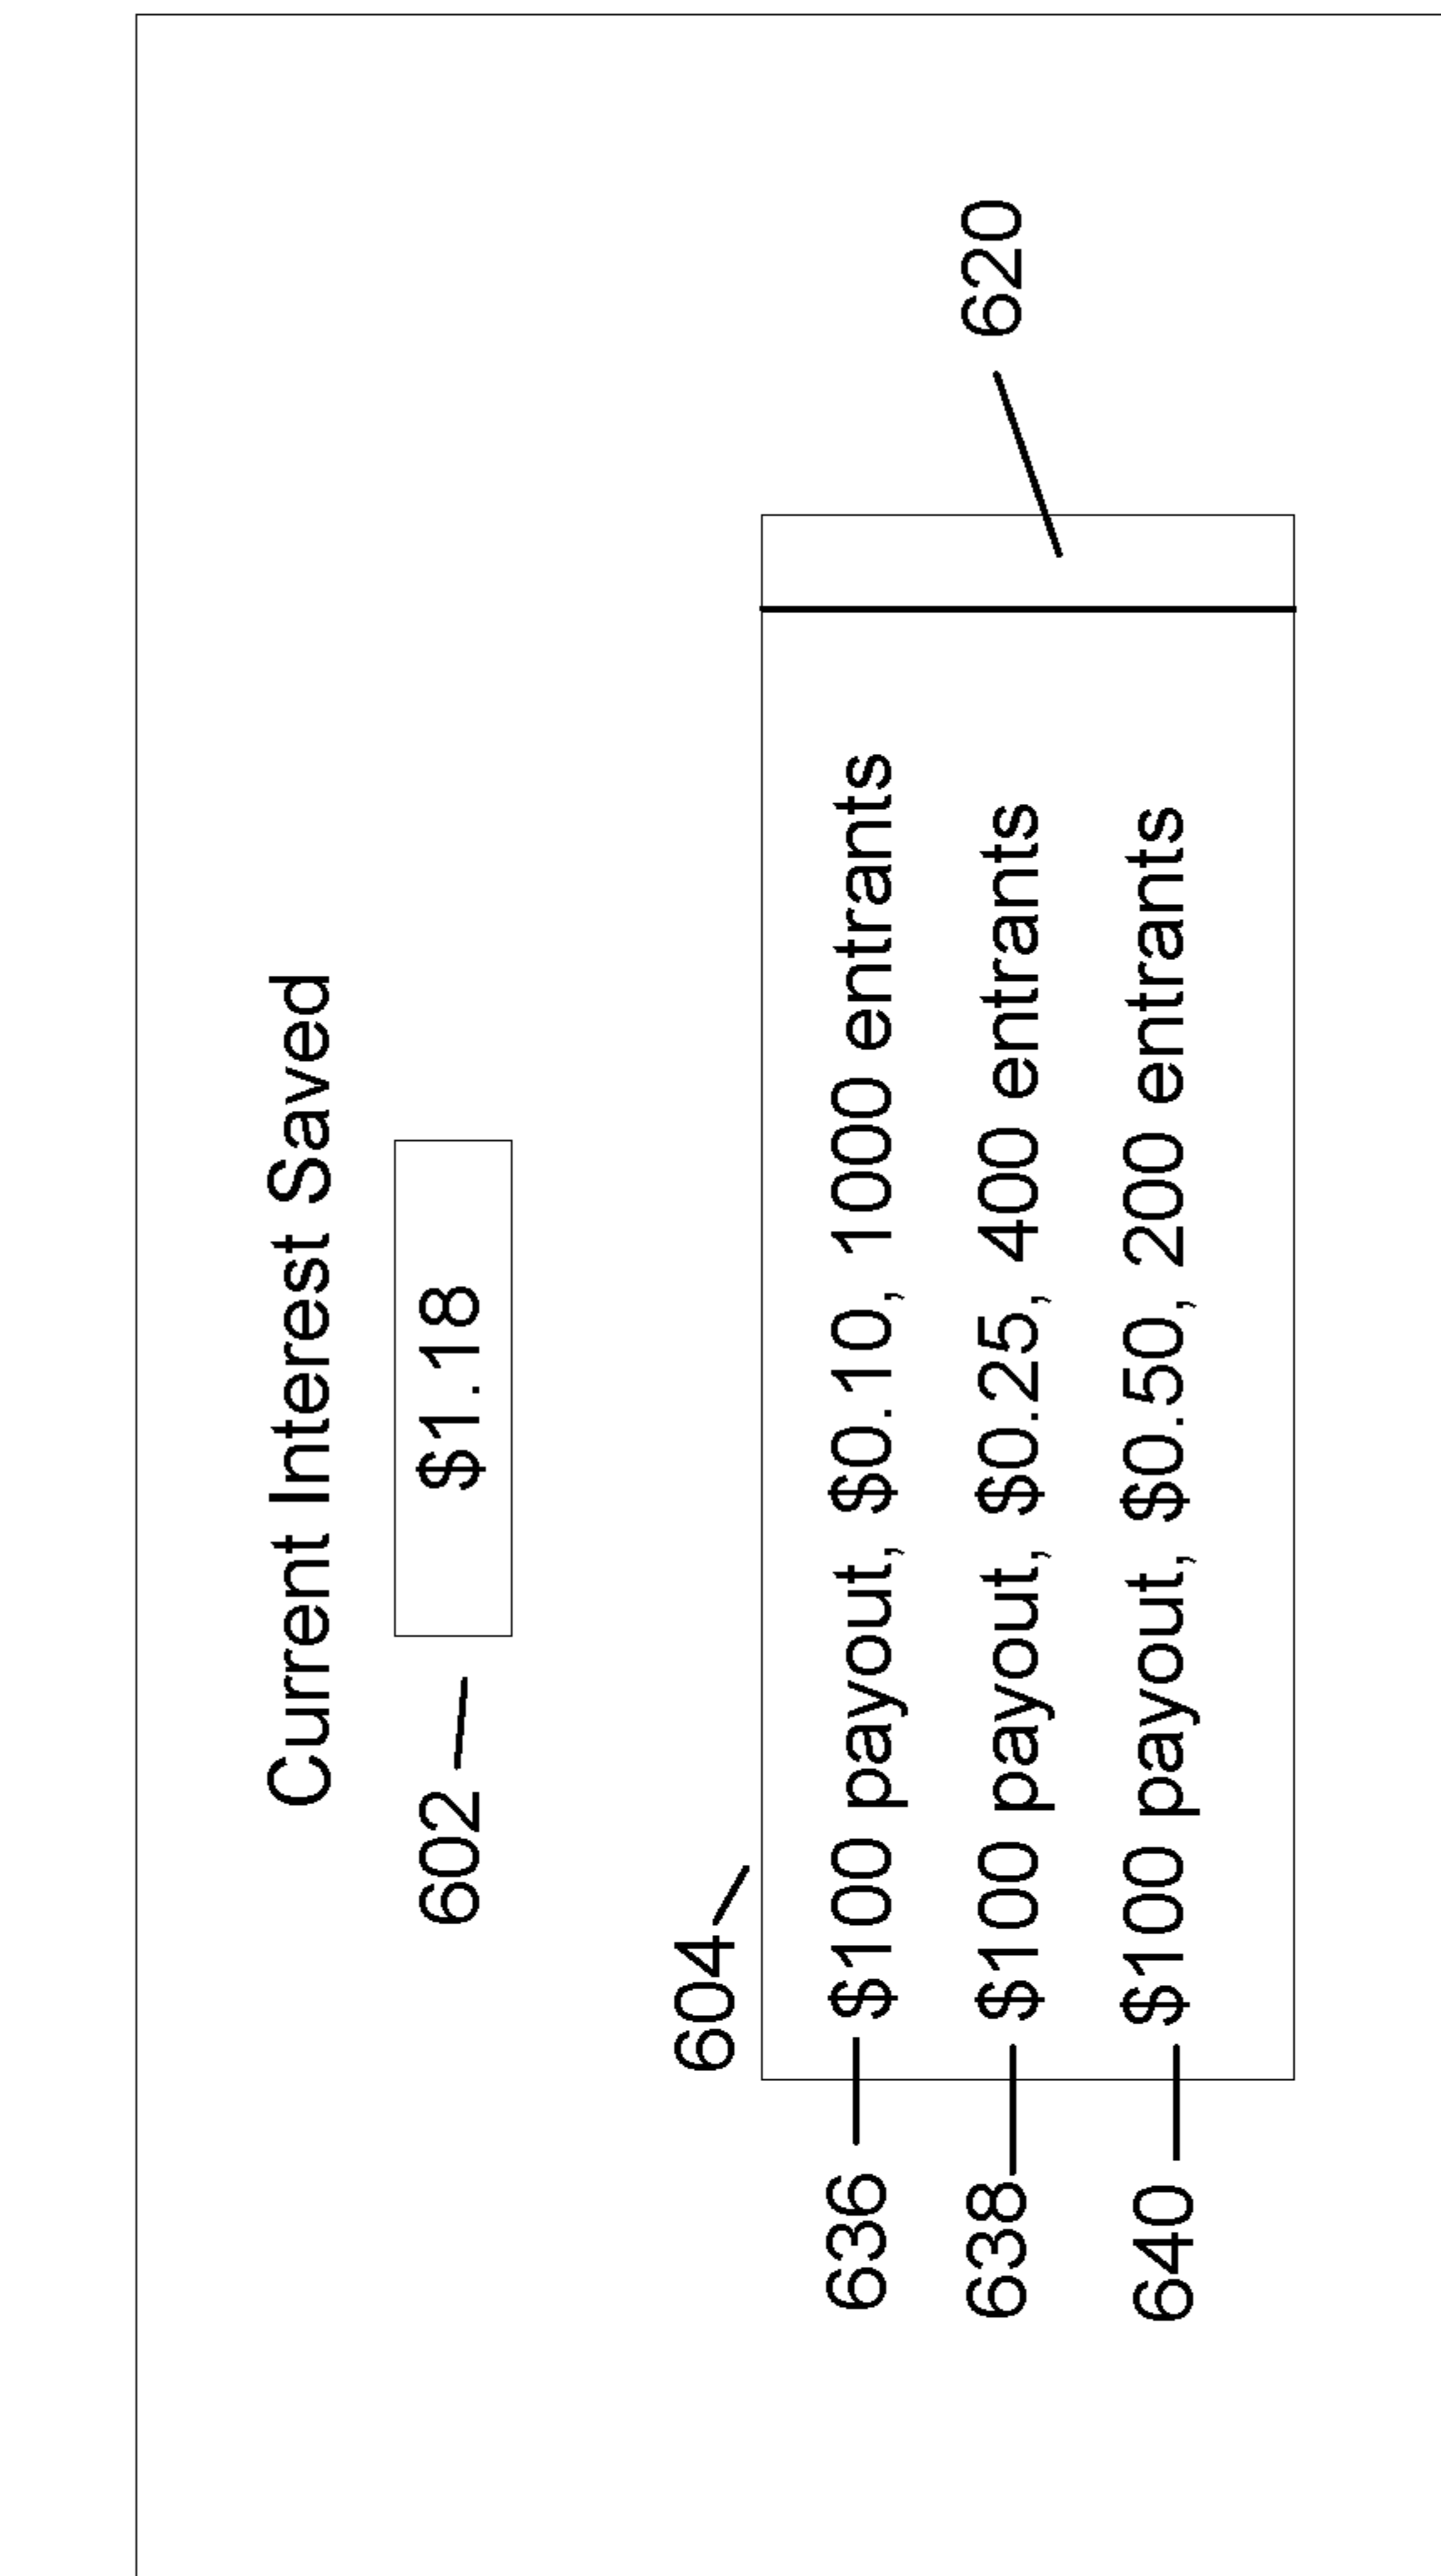 Current Interest Saved
602
$1.18
604
620
636 $100 payout, $0.10, 1000 entrants
638 $100 payout, $0.25, 400 entrants
640 $100 payout, $0.50, 200 entrants